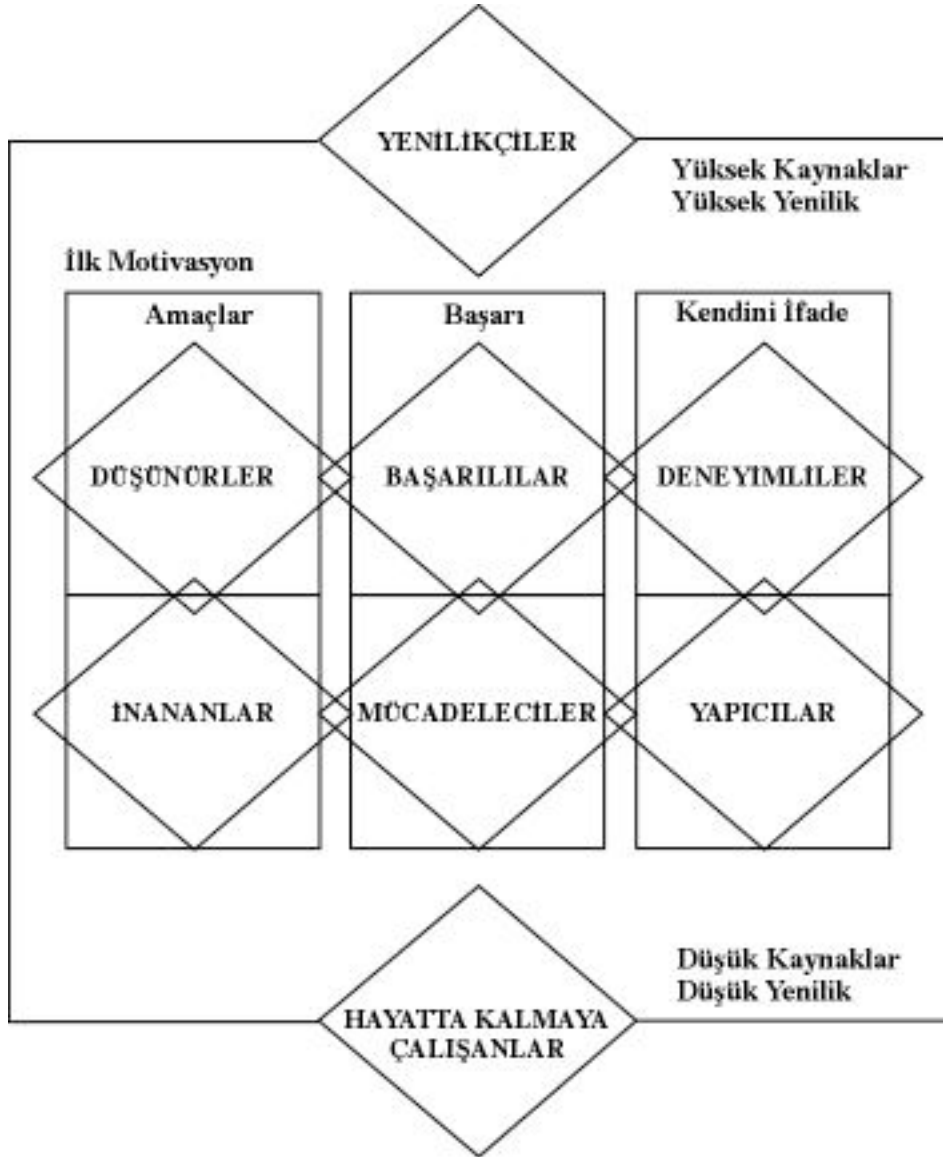 YENİLİKÇİLER
Yüksek Kaynaklar
Yüksek Yenilik
İlk Motivasyon
Amaçlar
Başarı
Kendini İfade
DÜŞÜNÜRLER
BAŞARILILAR
DENEYİMLİLER
İNANANLAR
MÜCADELECİLER
YAPICILAR
Düşük Kaynaklar
Düşük Yenilik
HAYATTA KALMAYA
ÇALIŞANLAR